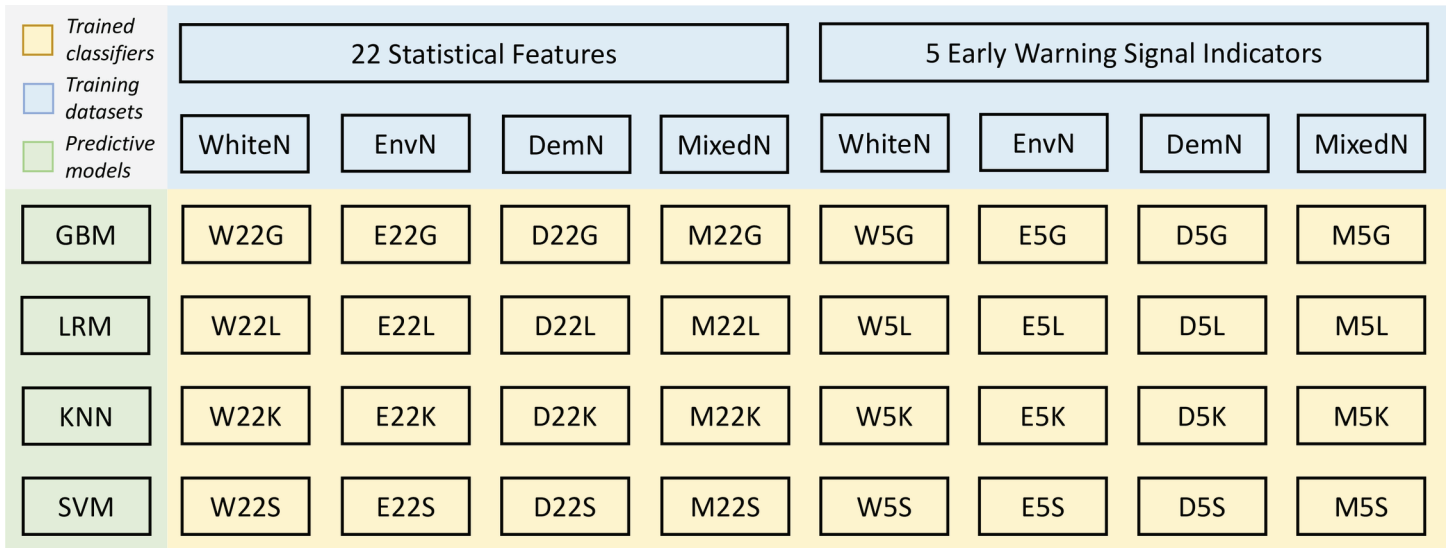 Trained
classifiers
Training
datasets
Predictive
models
22 Statistical Features 5 Early Warning Signal Indicators
WhiteN EnvN DemN MixedN WhiteN EnvN DemN MixedN
GBM W22G E22G D22G M22G W5G E5G D5G M5G
LRM W22L E22L D22L M22L W5L E5L D5L M5L
KNN W22K E22K D22K M22K W5K E5K D5K M5K
SVM W22S E22S D22S M22S W5S E5S D5S M5S